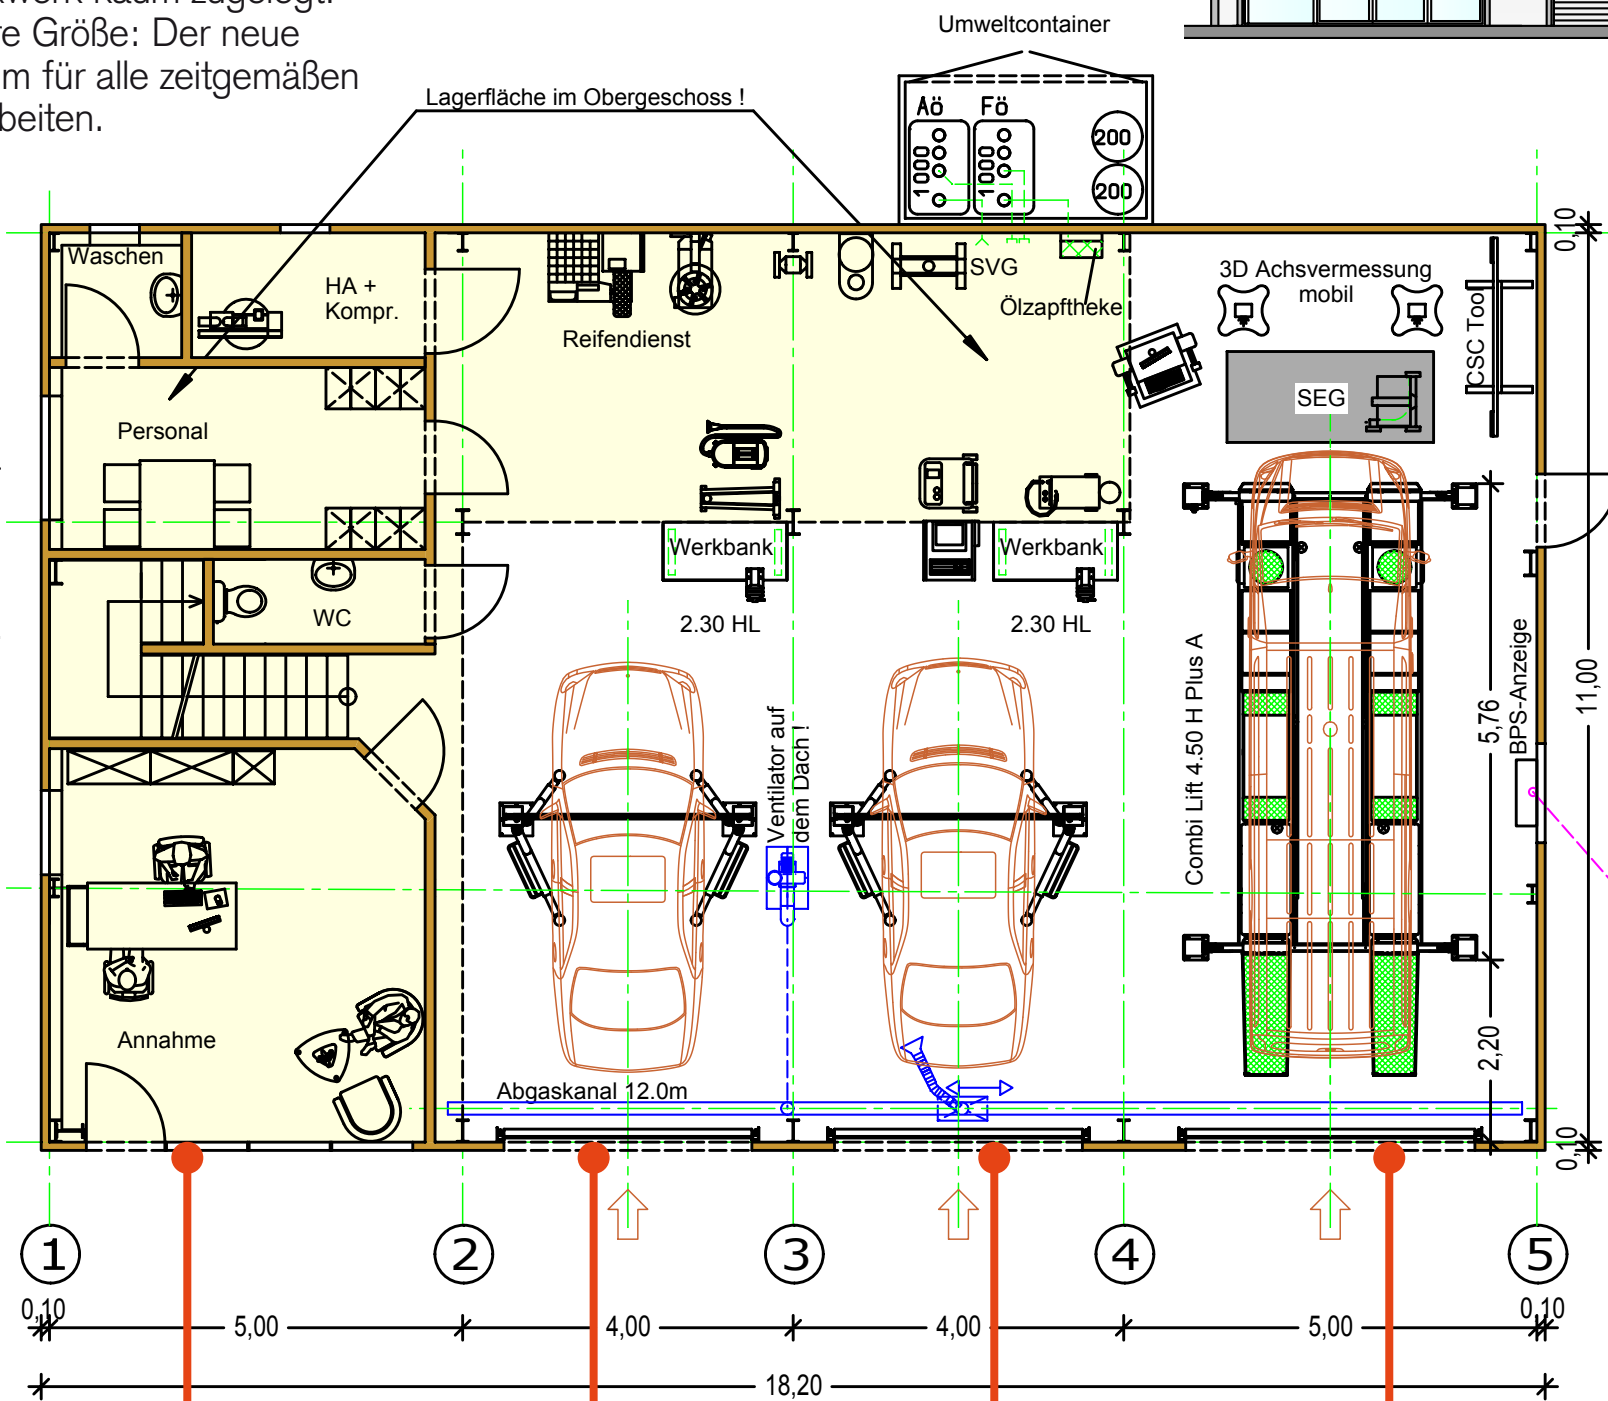 re Größe: Der neue
m für alle zeitgemäßen
beiten.
Umweltcontainer
Lagerfläche im Obergeschoss !
Aö
Fö
1000
1000
200
200
Waschen
HA +
Kompr.
Reifendienst
SVG
Ölzapftheke
3D Achsvermessung
mobil
CSC Tool
SEG
0,10
Personal
Werkbank
Werkbank
WC
2.30 HL
2.30 HL
Combi Lift 4.50 H Plus A
5,76
BPS-Anzeige
11,00
Ventilator auf
dem Dach !
Annahme
Abgaskanal 12.0m
2,20
0,10
1
2
3
4
5
0,10
5,00
4,00
4,00
5,00
0,10
18,20